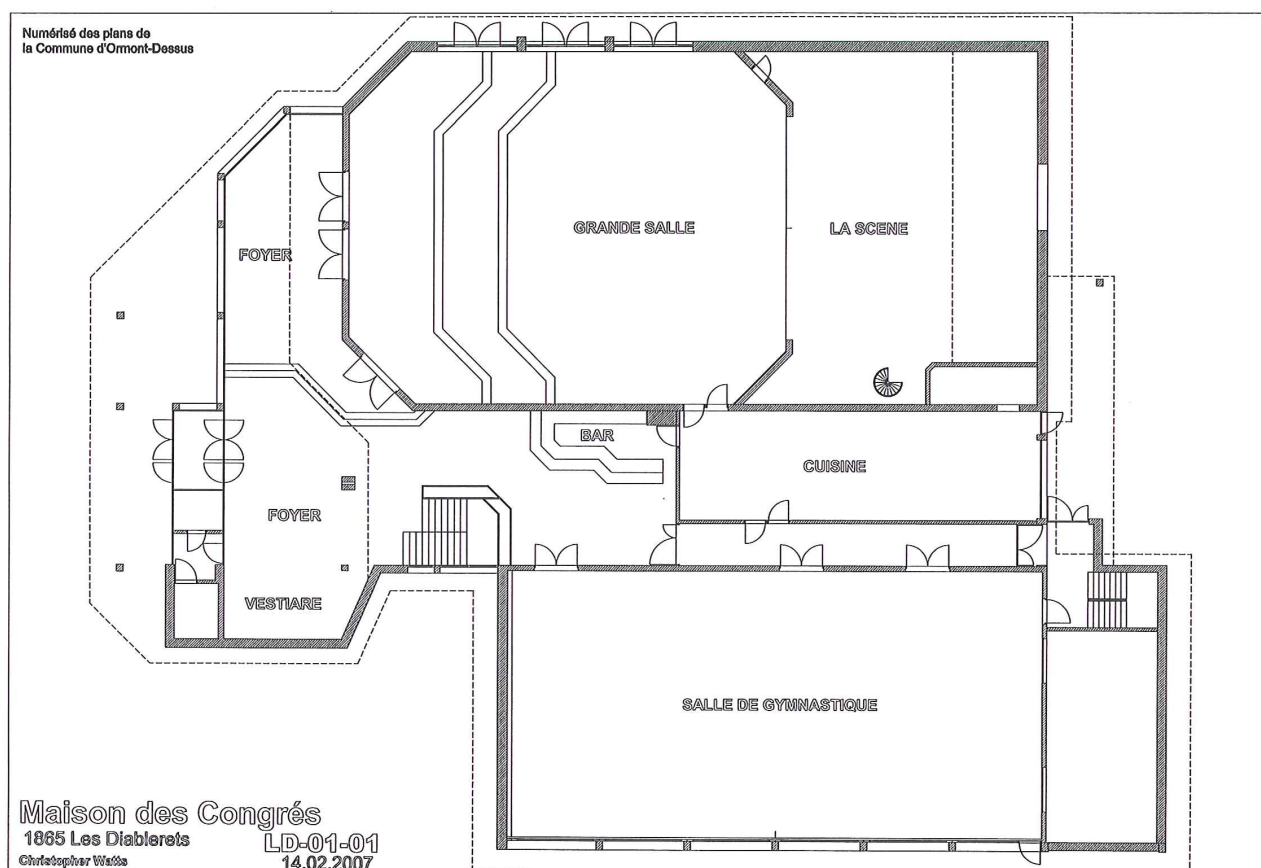 Numérisé des plans de
la Commune d'Ormont-Dessus
GRANDE SALLE
LA SCENE
FOYER
BAR
CUISINE
FOYER
VESTIARE
SALLE DE GYMNASTIQUE
Maison des Congrés
1865 Les Diablerets
LD-01-01
Christopher Watts
14.02.2007